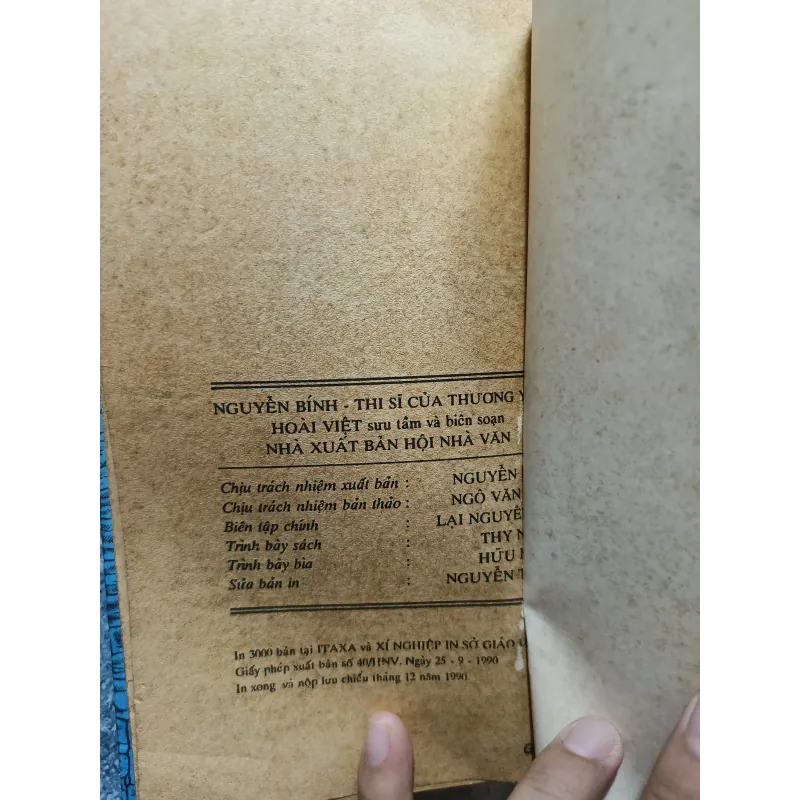 NGUYỄN BÍNH - THI SĨ CỦA THƯƠNG
HOÀI VIỆT sưu tầm và biên soạn
NHÀ XUẤT BẢN HỘI NHÀ VĂN
Chịu trách nhiệm xuất bản : NGUYỄN
Chịu trách nhiệm bản thảo : NGÔ VĂN
Biên tập chính : LẠI NGUYÊ
Trình bày sách : THY N
Trình bày bìa : HỮU
Sửa bản in : NGUYỄN
In 3000 bản tại ITAXA và XÍ NGHIỆP IN SỞ GIÁO
Giấy phép xuất bản số 40/HNV. Ngày 25 - 9 - 1990
In xong và nộp lưu chiểu tháng 12 năm 1990
G